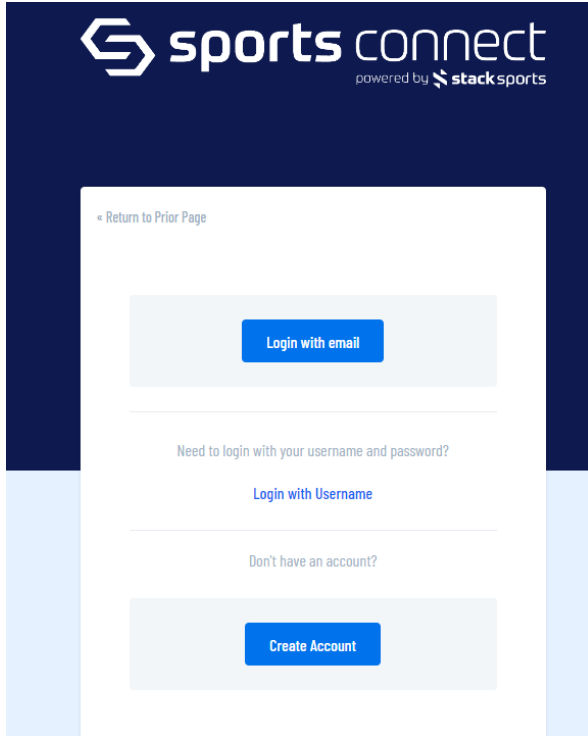 sports connect
powered by stack sports
« Return to Prior Page
Login with email
Need to login with your username and password?
Login with Username
Don't have an account?
Create Account